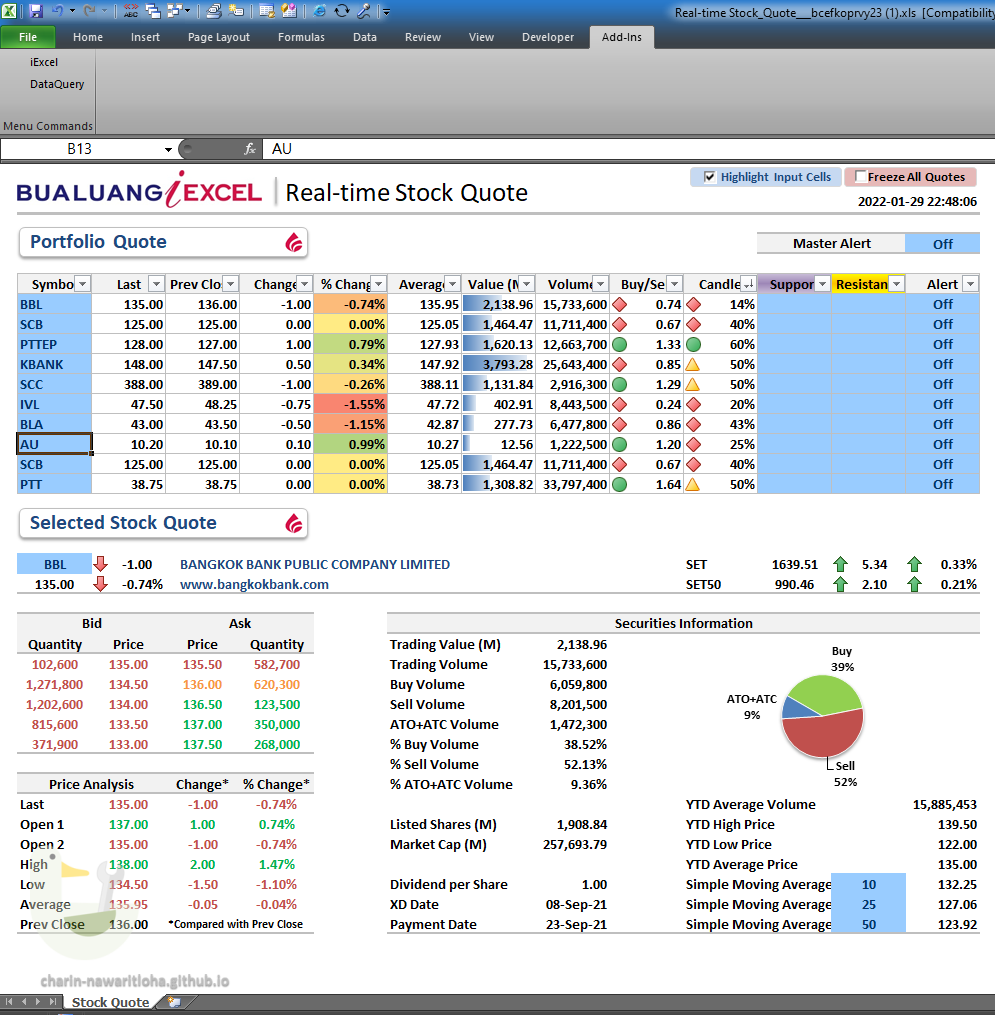 Real-time Stock_Quote___bcefkoprvy23 (1).xls [Compatibility
File Home Insert Page Layout Formulas Data Review View Developer Add-Ins
iExcel
DataQuery
Menu Commands
B13 fx AU
BUALUANG iEXCEL Real-time Stock Quote
Highlight Input Cells Freeze All Quotes
2022-01-29 22:48:06
Portfolio Quote
Master Alert Off
Symbo Last Prev Clo Change % Chang Average Value (M Volume Buy/Se Candle Suppor Resistan Alert
BBL 135.00 136.00 -1.00 -0.74% 135.95 2,138.96 15,733,600 0.74 14% Off
SCB 125.00 125.00 0.00 0.00% 125.05 1,464.47 11,711,400 0.67 40% Off
PTTEP 128.00 127.00 1.00 0.79% 127.93 1,620.13 12,663,700 1.33 60% Off
KBANK 148.00 147.50 0.50 0.34% 147.92 3,793.28 25,643,400 0.85 50% Off
SCC 388.00 389.00 -1.00 -0.26% 388.11 1,131.84 2,916,300 1.29 50% Off
IVL 47.50 48.25 -0.75 -1.55% 47.72 402.91 8,443,500 0.24 20% Off
BLA 43.00 43.50 -0.50 -1.15% 42.87 277.73 6,477,800 0.86 43% Off
AU 10.20 10.10 0.10 0.99% 10.27 12.56 1,222,500 1.20 25% Off
SCB 125.00 125.00 0.00 0.00% 125.05 1,464.47 11,711,400 0.67 40% Off
PTT 38.75 38.75 0.00 0.00% 38.73 1,308.82 33,797,400 1.64 50% Off
Selected Stock Quote
BBL -1.00 BANGKOK BANK PUBLIC COMPANY LIMITED SET 1639.51 5.34 0.33%
135.00 -0.74% www.bangkokbank.com SET50 990.46 2.10 0.21%
Bid Ask
Quantity Price Price Quantity
102,600 135.00 135.50 582,700
1,271,800 134.50 136.00 620,300
1,202,600 134.00 136.50 123,500
815,600 133.50 137.00 350,000
371,900 133.00 137.50 268,000
Price Analysis Change* % Change*
Last 135.00 -1.00 -0.74%
Open 1 137.00 1.00 0.74%
Open 2 135.00 -1.00 -0.74%
High 138.00 2.00 1.47%
Low 134.50 -1.50 -1.10%
Average 135.95 -0.05 -0.04%
Prev Close 136.00 *Compared with Prev Close
Securities Information
Trading Value (M) 2,138.96
Trading Volume 15,733,600
Buy Volume 6,059,800
Sell Volume 8,201,500
ATO+ATC Volume 1,472,300
% Buy Volume 38.52%
% Sell Volume 52.13%
% ATO+ATC Volume 9.36%
Listed Shares (M) 1,908.84
Market Cap (M) 257,693.79
Dividend per Share 1.00
XD Date 08-Sep-21
Payment Date 23-Sep-21
Buy
39%
ATO+ATC
9%
Sell
52%
YTD Average Volume 15,885,453
YTD High Price 139.50
YTD Low Price 122.00
YTD Average Price 135.00
Simple Moving Average 10 132.25
Simple Moving Average 25 127.06
Simple Moving Average 50 123.92
charin-nawaritloha.github.io
Stock Quote